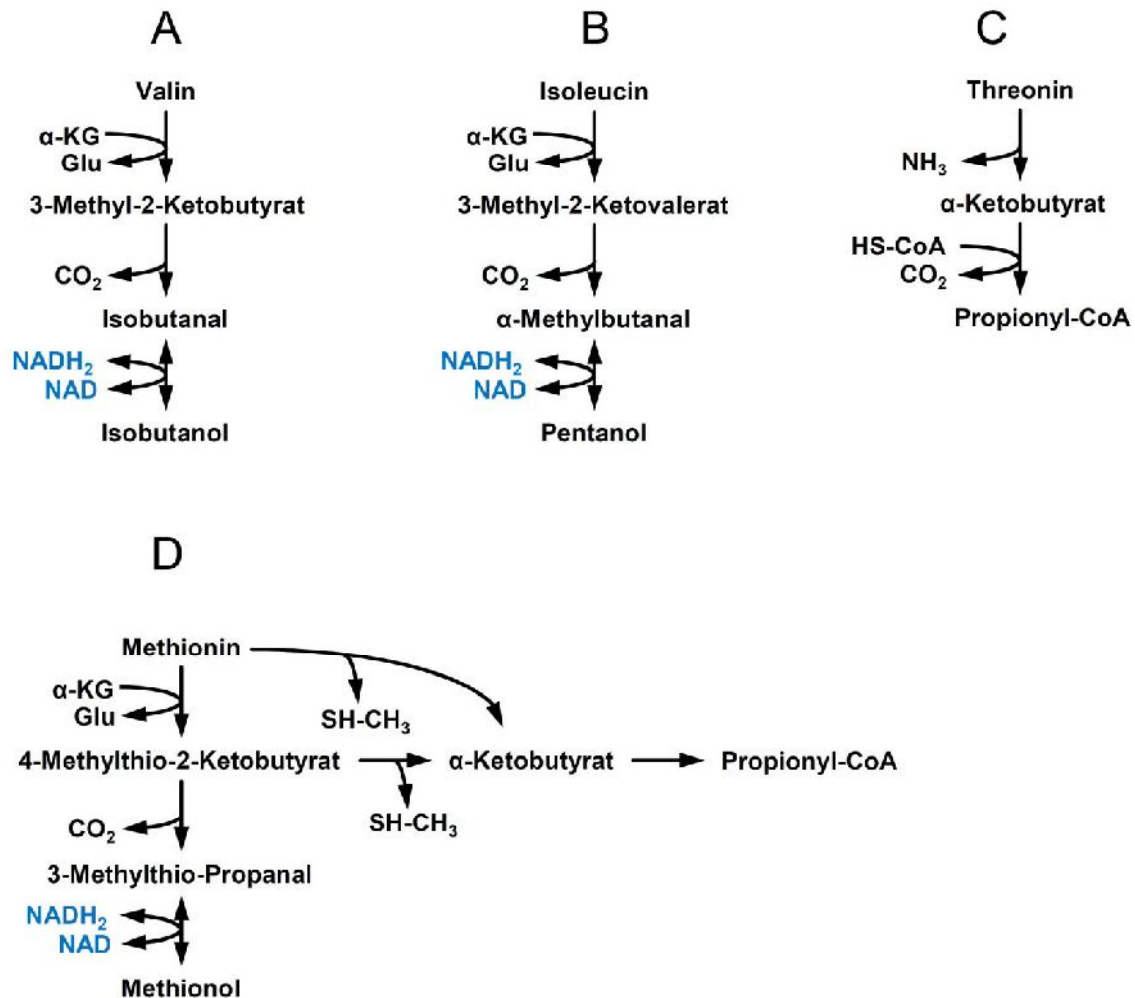 A
Valin
α-KG
Glu
3-Methyl-2-Ketobutyrat
CO₂
Isobutanal
NADH₂
NAD
Isobutanol
B
Isoleucin
α-KG
Glu
3-Methyl-2-Ketovalerat
CO₂
α-Methylbutanal
NADH₂
NAD
Pentanol
C
Threonin
NH₃
α-Ketobutyrat
HS-CoA
CO₂
Propionyl-CoA
D
Methionin
α-KG
Glu
SH-CH₃
4-Methylthio-2-Ketobutyrat
α-Ketobutyrat
Propionyl-CoA
SH-CH₃
CO₂
3-Methylthio-Propanal
NADH₂
NAD
Methionol